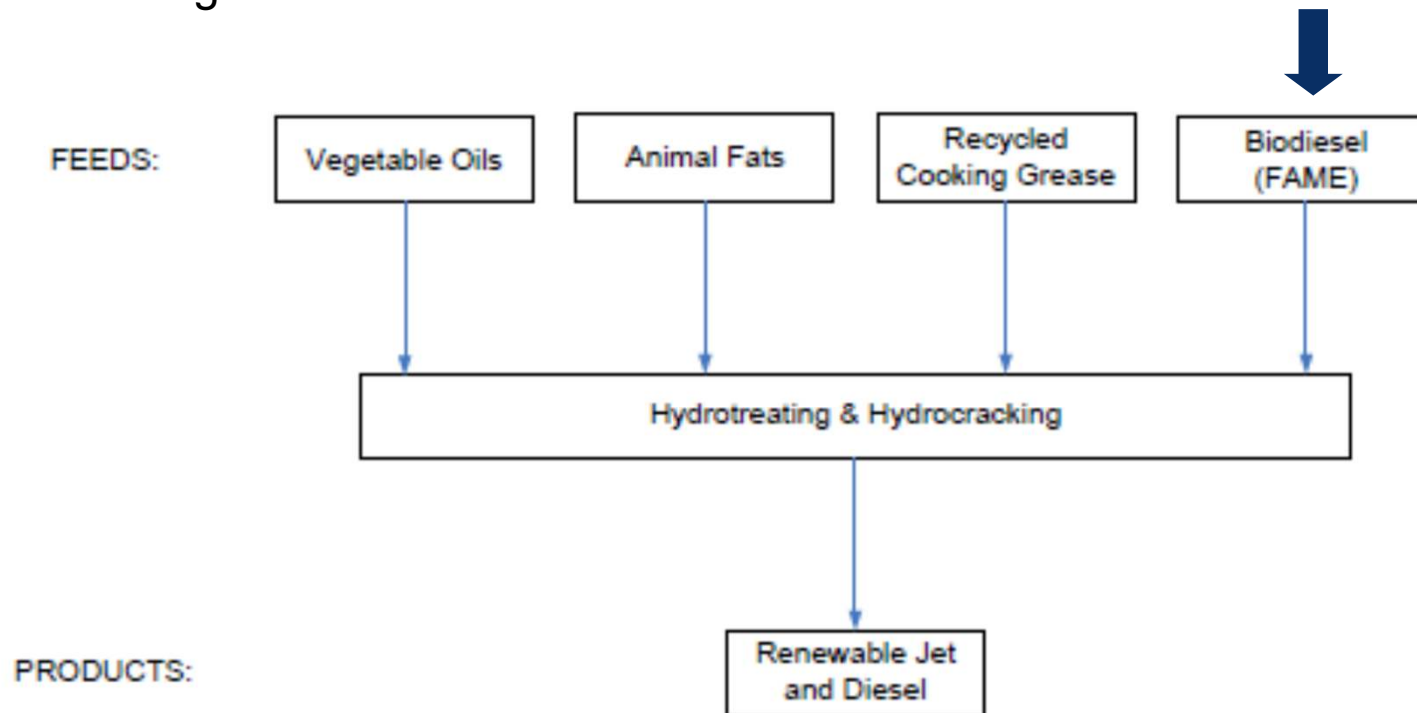 FEEDS:
Vegetable Oils
Animal Fats
Recycled
Cooking Grease
Biodiesel
(FAME)
Hydrotreating & Hydrocracking
PRODUCTS:
Renewable Jet
and Diesel